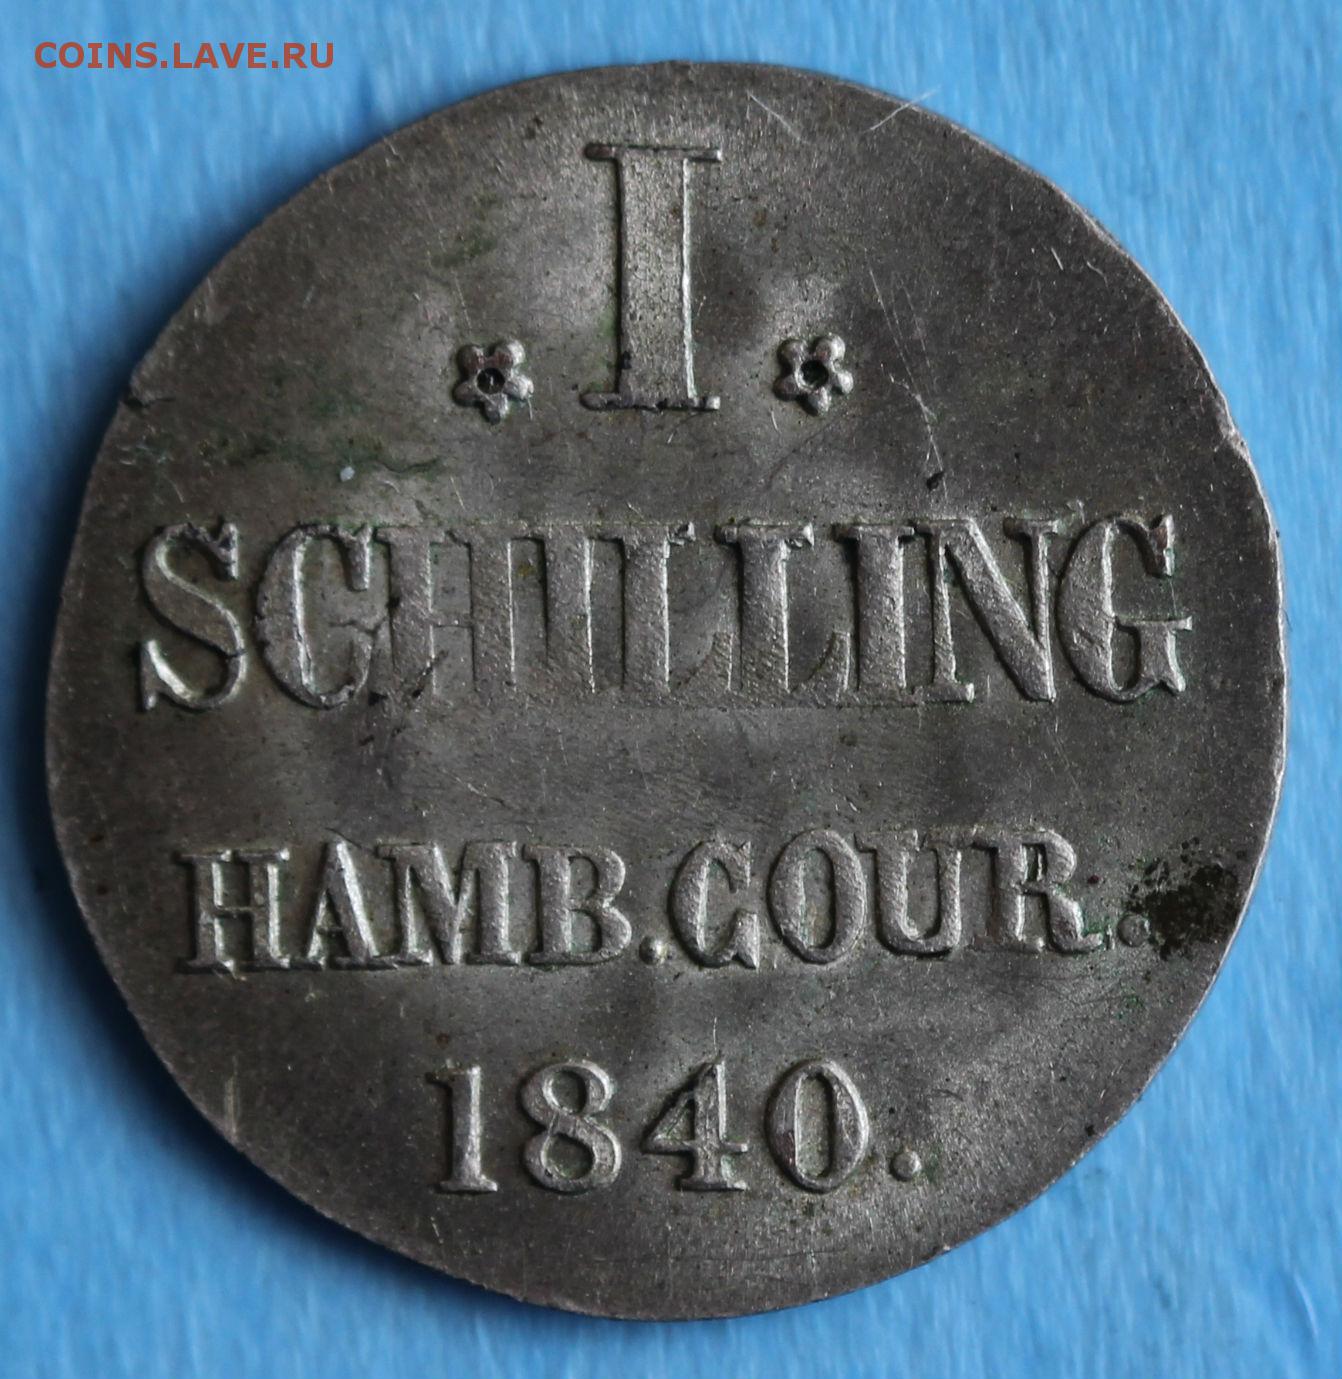 COINS.LAVE.RU
I
SCHILLING
HAMB.COUR.
1840.